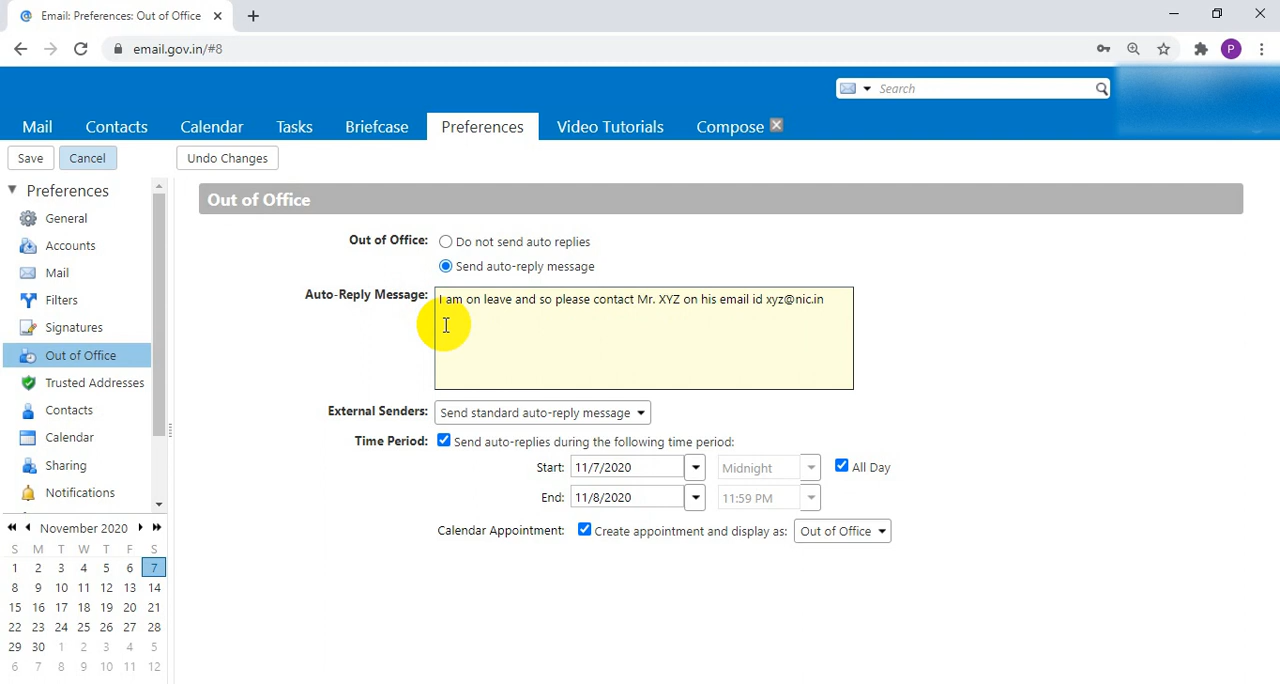 Email: Preferences: Out of Office
email.gov.in/#8
P
Search
Mail Contacts Calendar Tasks Briefcase Preferences Video Tutorials Compose
Save Cancel Undo Changes
Preferences
General
Accounts
Mail
Filters
Signatures
Out of Office
Trusted Addresses
Contacts
Calendar
Sharing
Notifications
November 2020
S M T W T F S
1 2 3 4 5 6 7
8 9 10 11 12 13 14
15 16 17 18 19 20 21
22 23 24 25 26 27 28
29 30 1 2 3 4 5
6 7 8 9 10 11 12
Out of Office
Out of Office: Do not send auto replies
Send auto-reply message
Auto-Reply Message: I am on leave and so please contact Mr. XYZ on his email id xyz@nic.in
External Senders: Send standard auto-reply message
Time Period: Send auto-replies during the following time period:
Start: 11/7/2020 Midnight All Day
End: 11/8/2020 11:59 PM
Calendar Appointment: Create appointment and display as: Out of Office